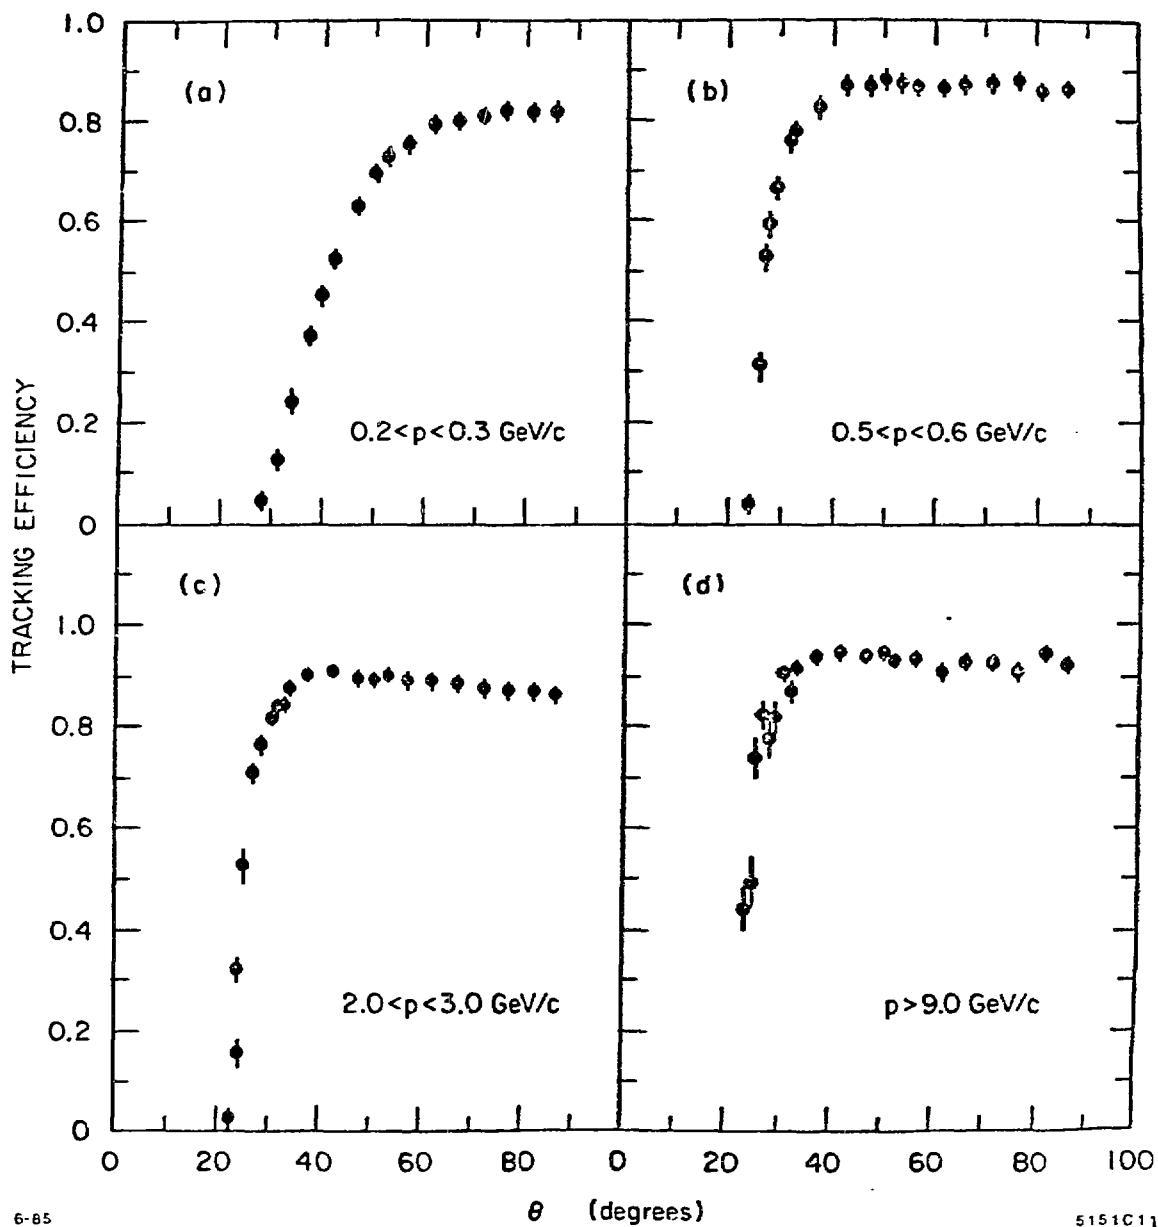 TRACKING EFFICIENCY
1.0
0.8
0.6
0.4
0.2
0
(a)
0.2<p<0.3 GeV/c
(b)
0.5<p<0.6 GeV/c
1.0
0.8
0.6
0.4
0.2
0
(c)
2.0<p<3.0 GeV/c
(d)
p>9.0 GeV/c
0 20 40 60 80 0 20 40 60 80 100
θ (degrees)
6-85
5151C11